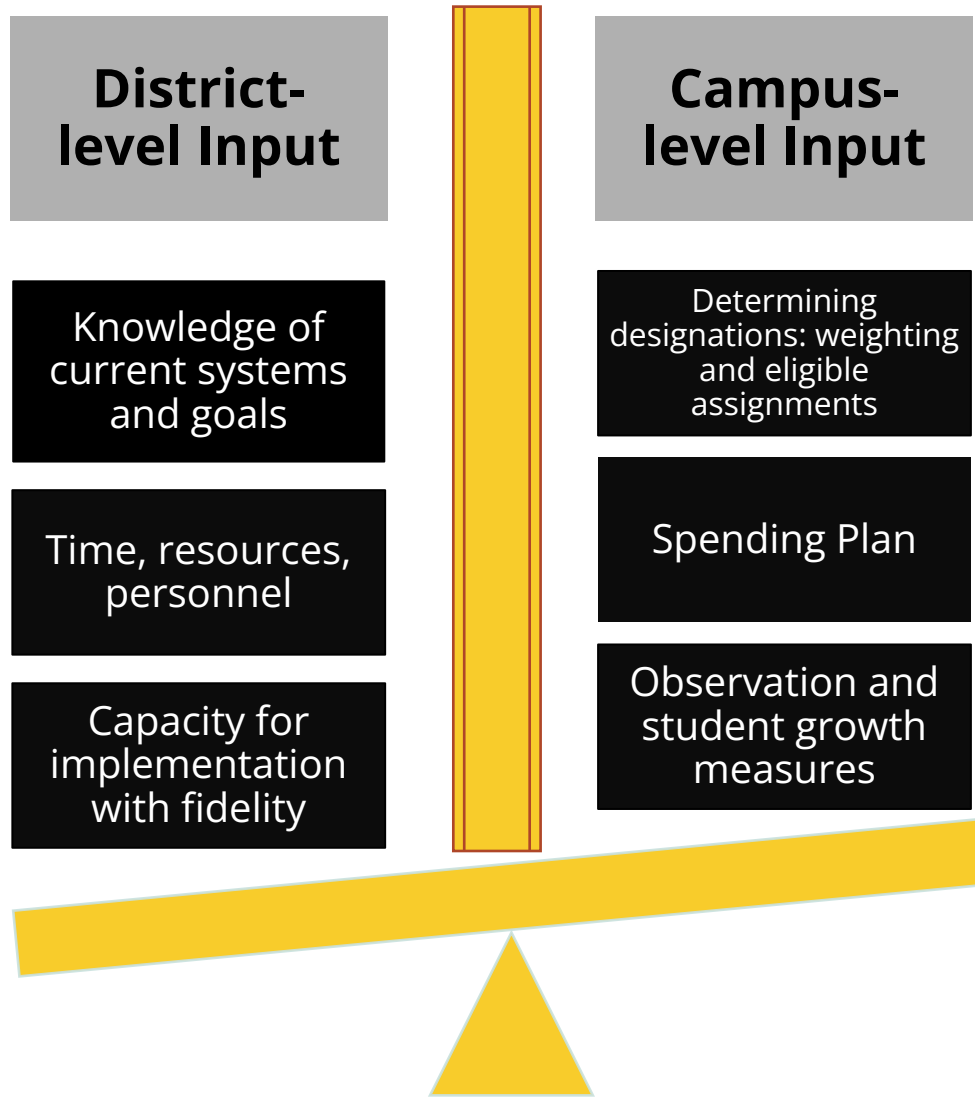 District-
level Input
Knowledge of
current systems
and goals
Time, resources,
personnel
Capacity for
implementation
with fidelity
Campus-
level Input
Determining
designations: weighting
and eligible
assignments
Spending Plan
Observation and
student growth
measures